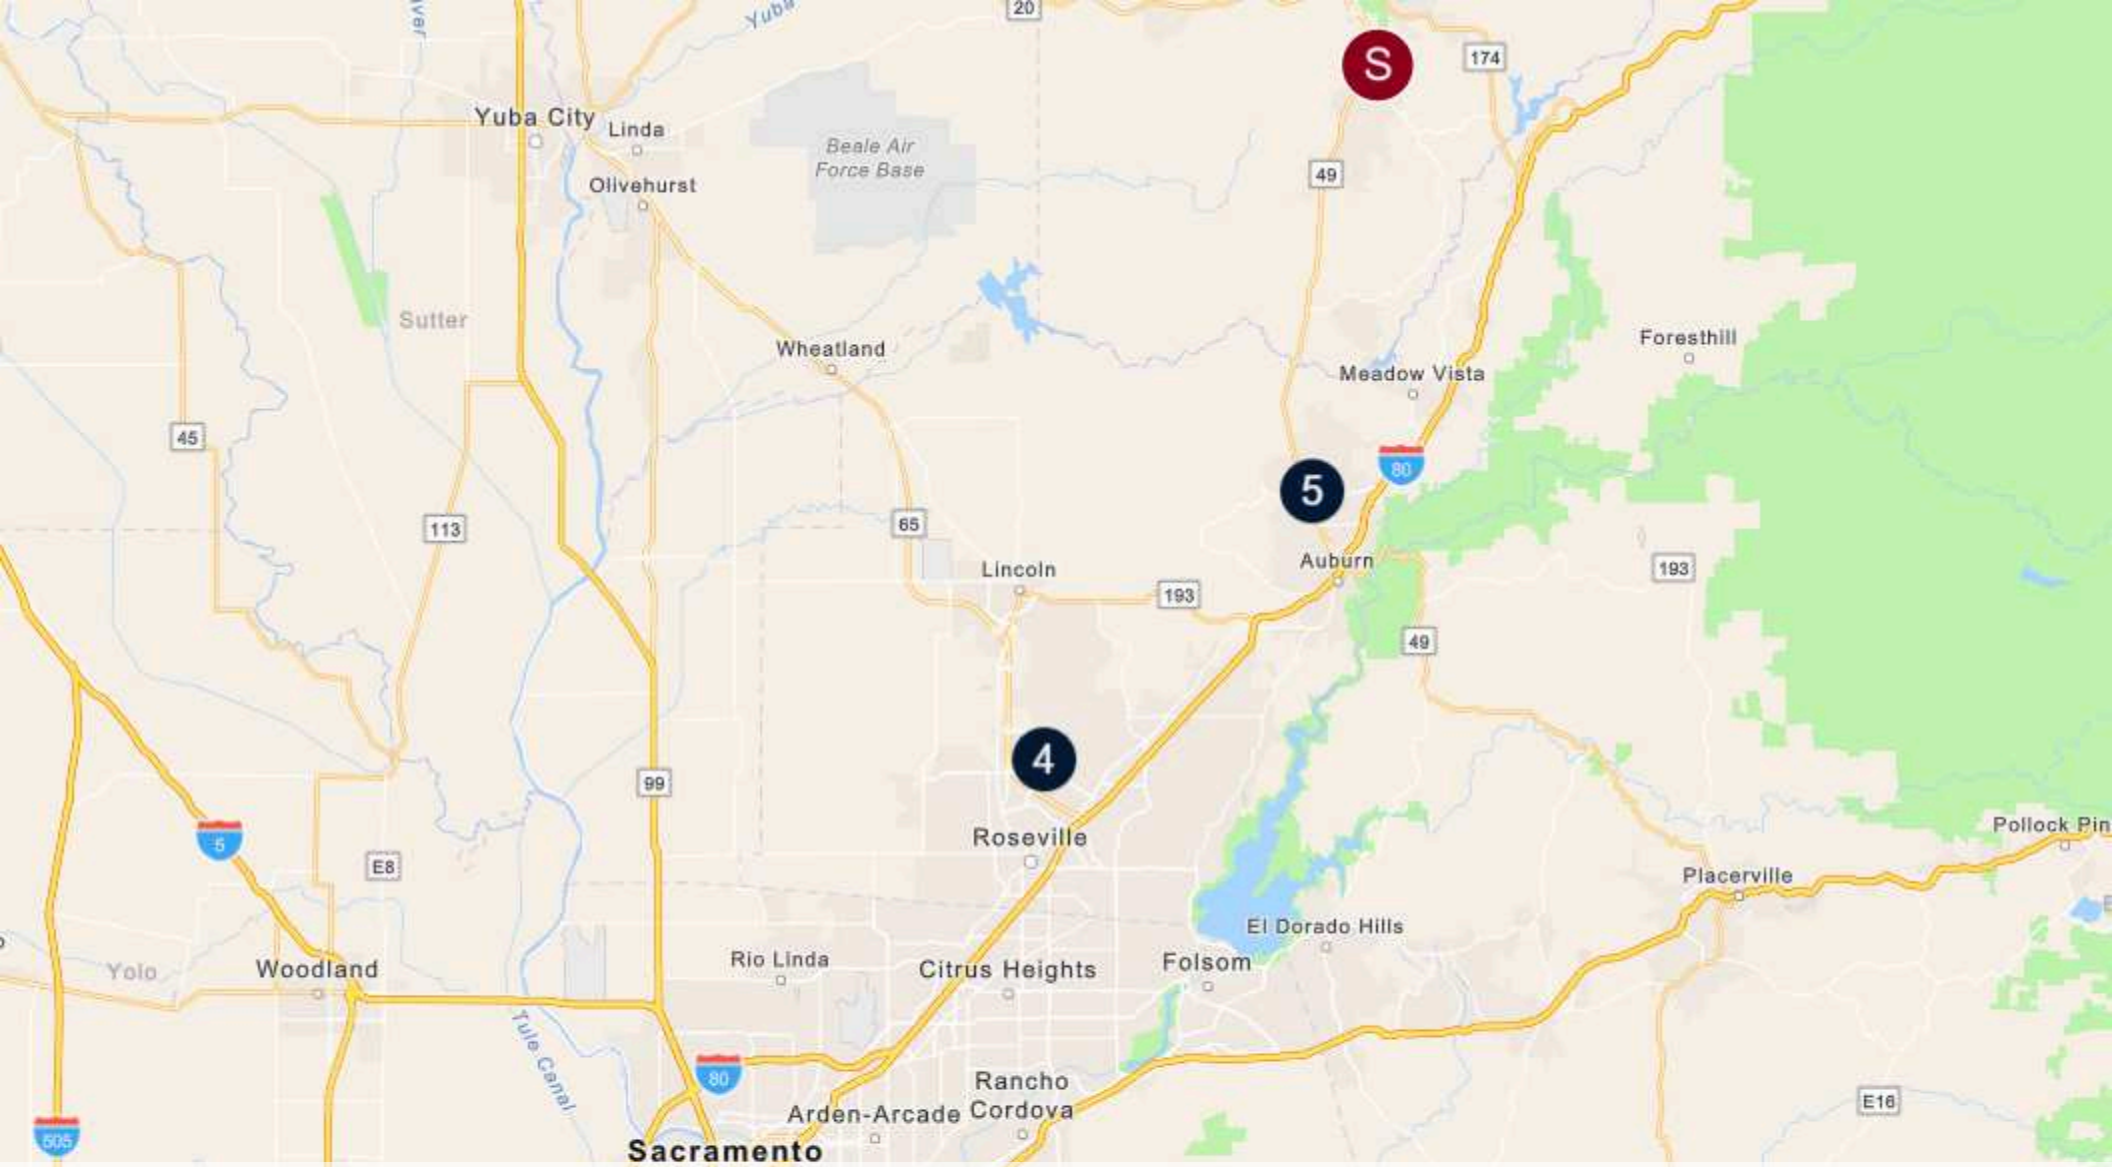 20
Yuba
S
174
Yuba City
Linda
Beale Air
Force Base
49
Olivehurst
Sutter
Wheatland
Foresthill
Meadow Vista
45
80
5
113
65
Auburn
Lincoln
193
193
49
4
99
Roseville
5
E8
Pollock Pin
Placerville
El Dorado Hills
Rio Linda
Folsom
Yolo
Woodland
Citrus Heights
Tule Canal
80
Rancho
Cordova
Arden-Arcade
E16
505
Sacramento